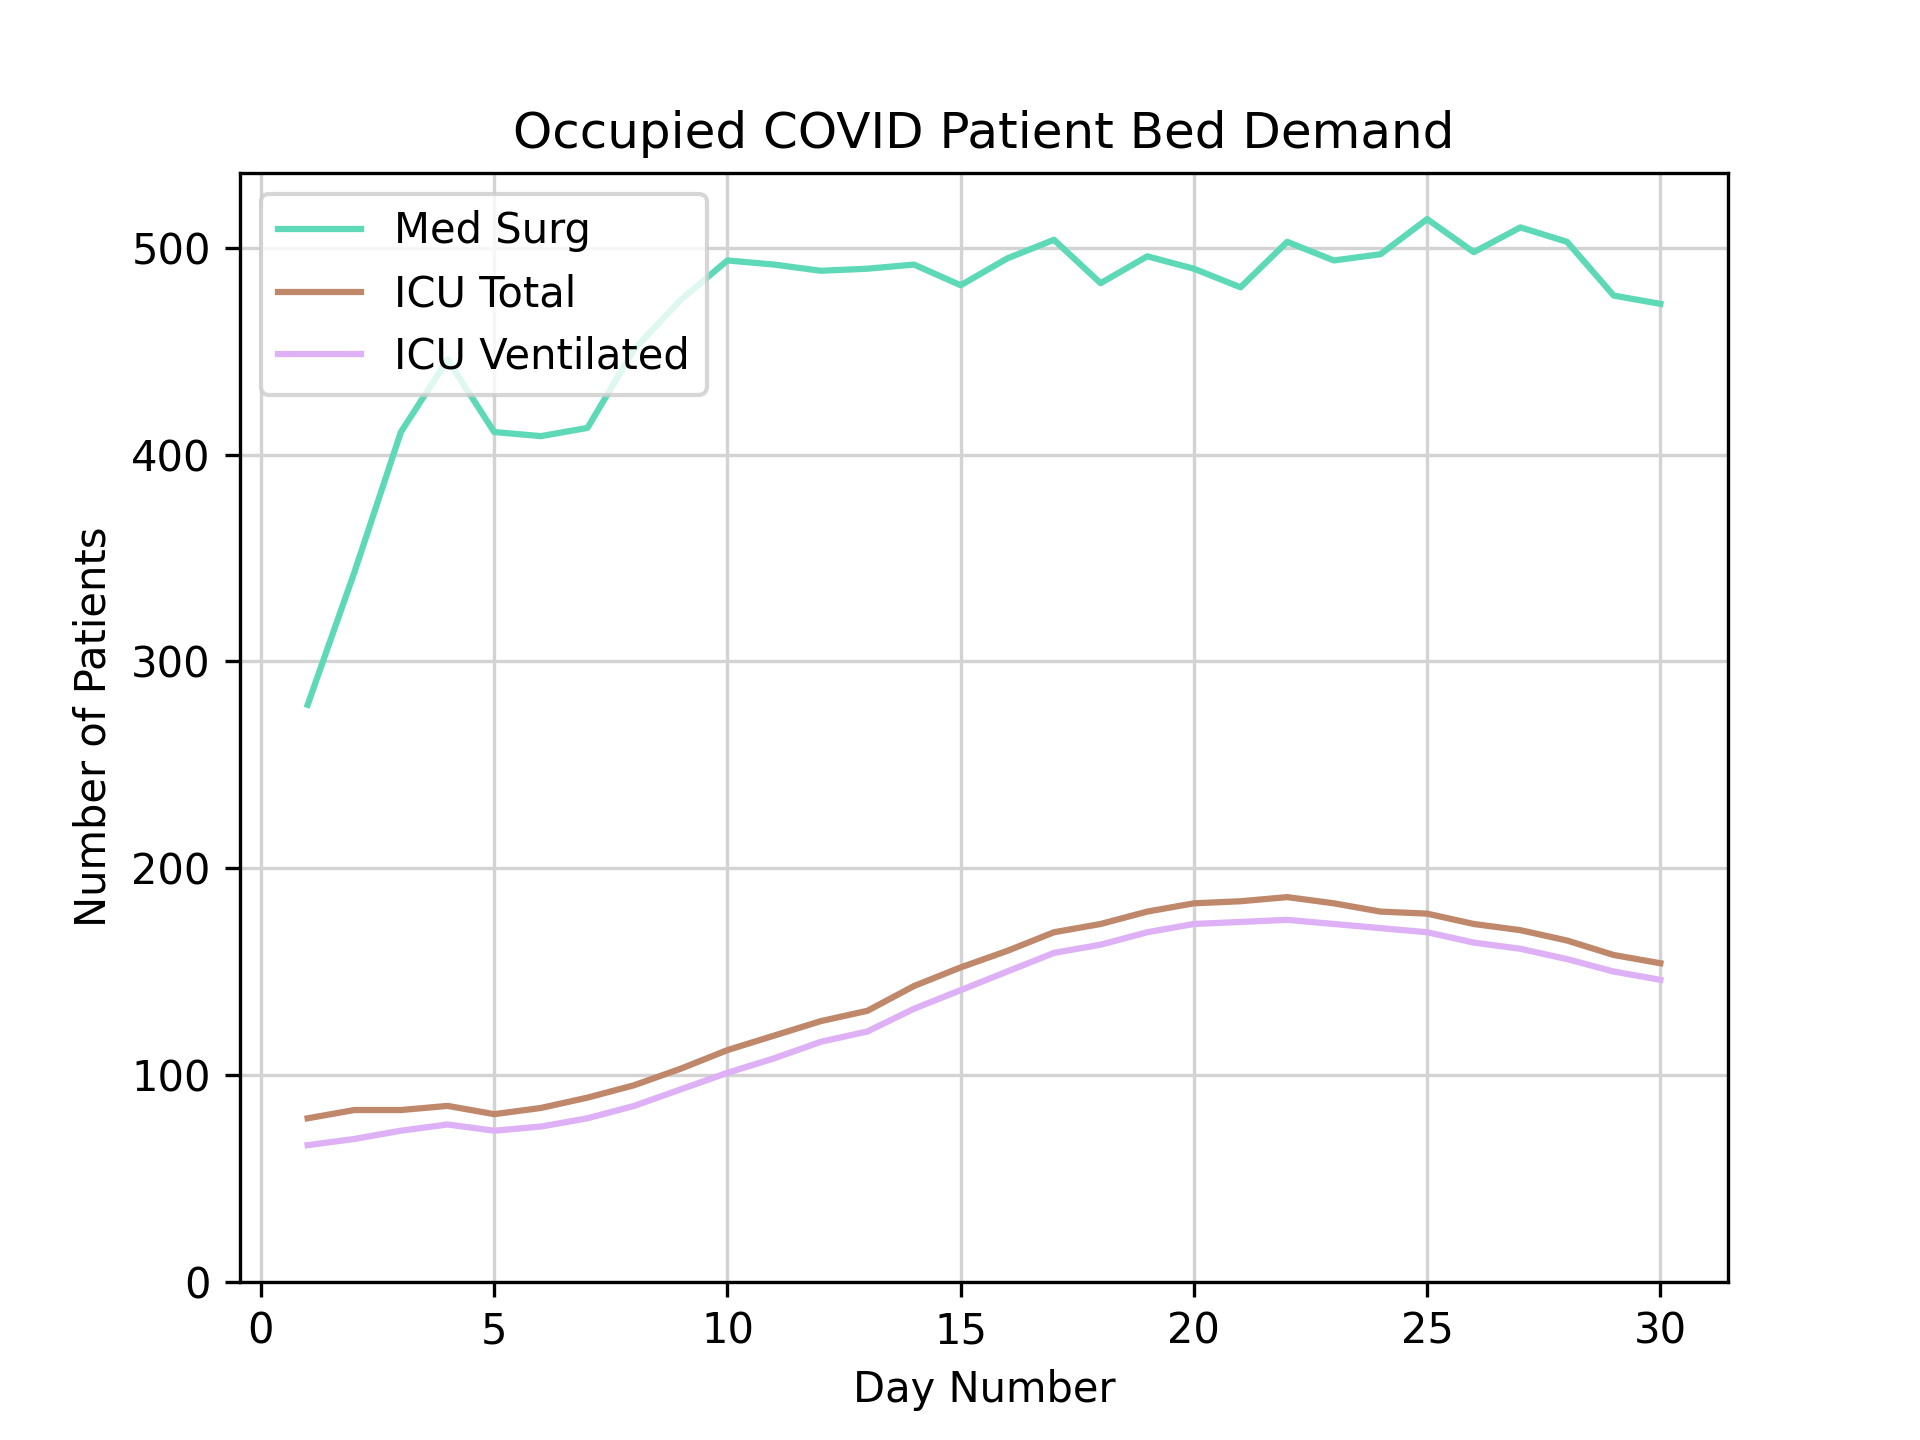 Occupied COVID Patient Bed Demand
Med Surg
ICU Total
ICU Ventilated
Number of Patients
500
400
300
200
100
0
0 5 10 15 20 25 30
Day Number